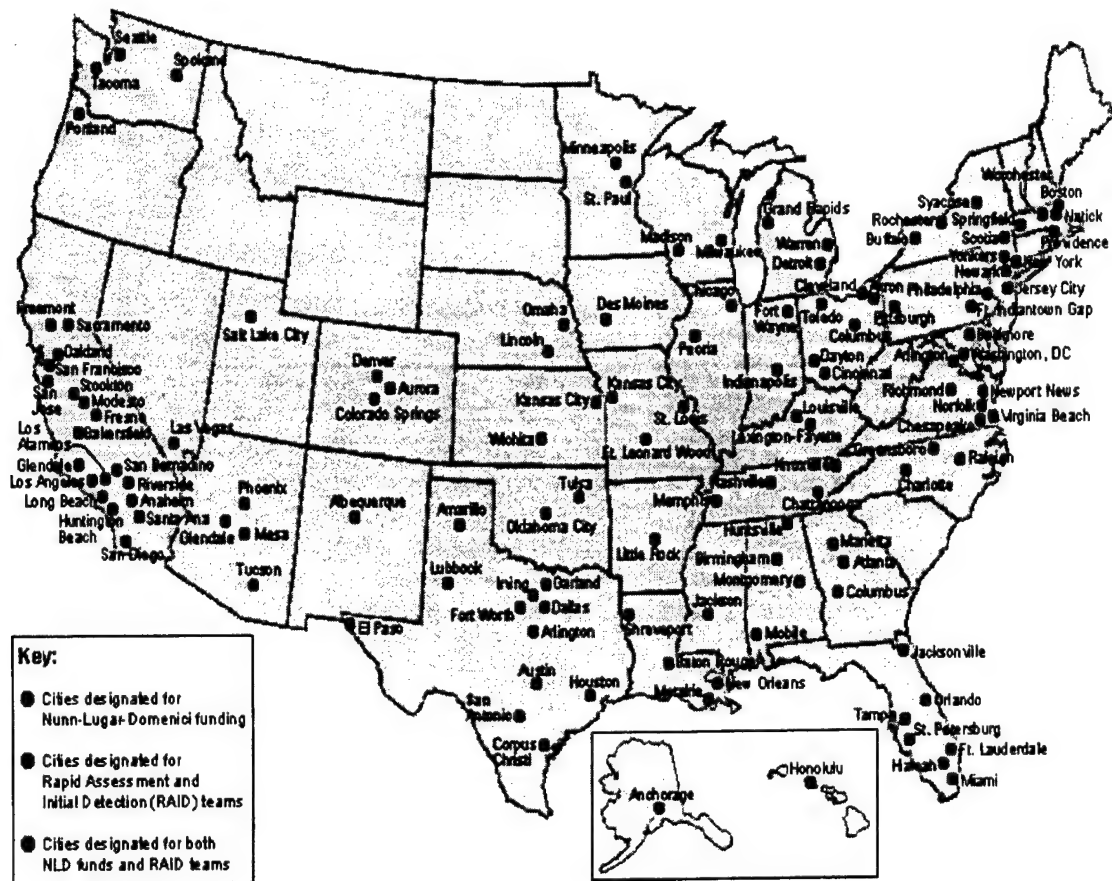 Seattle
Spokane
Tacoma
Portland
Minneapolis
St. Paul
Grand Rapids
Madison
Milwaukee
Warren
Detroit
Worchester
Boston
Syacuse
Rochester
Springfield
Natick
Buffalo
Scotia
Providence
Yonkers
New York
Newark
Jersey City
Cleveland
Akron
Philadelphia
Ft. Indiantown Gap
Chicago
Fort
Wayne
Toledo
Columbus
Pittsburgh
Baltimore
Arlington
Washington, DC
Freemont
Sacramento
Salt Lake City
Omaha
Des Moines
Lincoln
Peoria
Dayton
Cincinnati
Indianapolis
Oakland
San Francisco
San
Jose
Stockton
Modesto
Fresno
Denver
Aurora
Colorado Springs
Kansas City
Kansas City
St. Louis
Louisville
Lexington-Fayette
Richmond
Newport News
Norfolk
Virginia Beach
Chesapeake
Los
Alamitos
Bakersfield
Las Vegas
Wichita
Ft. Leonard Wood
Greensboro
Raleigh
Charlotte
Knox
Nashville
Chattanooga
Glendale
San Bernadino
Los Angeles
Riverside
Long Beach
Anaheim
Huntington
Beach
Santa Ana
San Diego
Phoenix
Glendale
Mesa
Tucson
Albequerque
Amarillo
Tulsa
Oklahoma City
Memphis
Little Rock
Huntsville
Birmingham
Montgomery
Marietta
Atlanta
Columbus
Lubbock
Irving
Garland
Fort Worth
Dallas
Arlington
El Paso
Shreveport
Jackson
Mobile
Jacksonville
Baton Rouge
New Orleans
Metairie
Austin
Houston
San
Antonio
Corpus
Christi
Orlando
Tampa
St. Petersburg
Ft. Lauderdale
Hialeah
Miami
Anchorage
Honolulu
Key:
Cities designated for
Nunn-Lugar-Domenici funding
Cities designated for
Rapid Assessment and
Initial Detection (RAID) teams
Cities designated for both
NLD funds and RAID teams